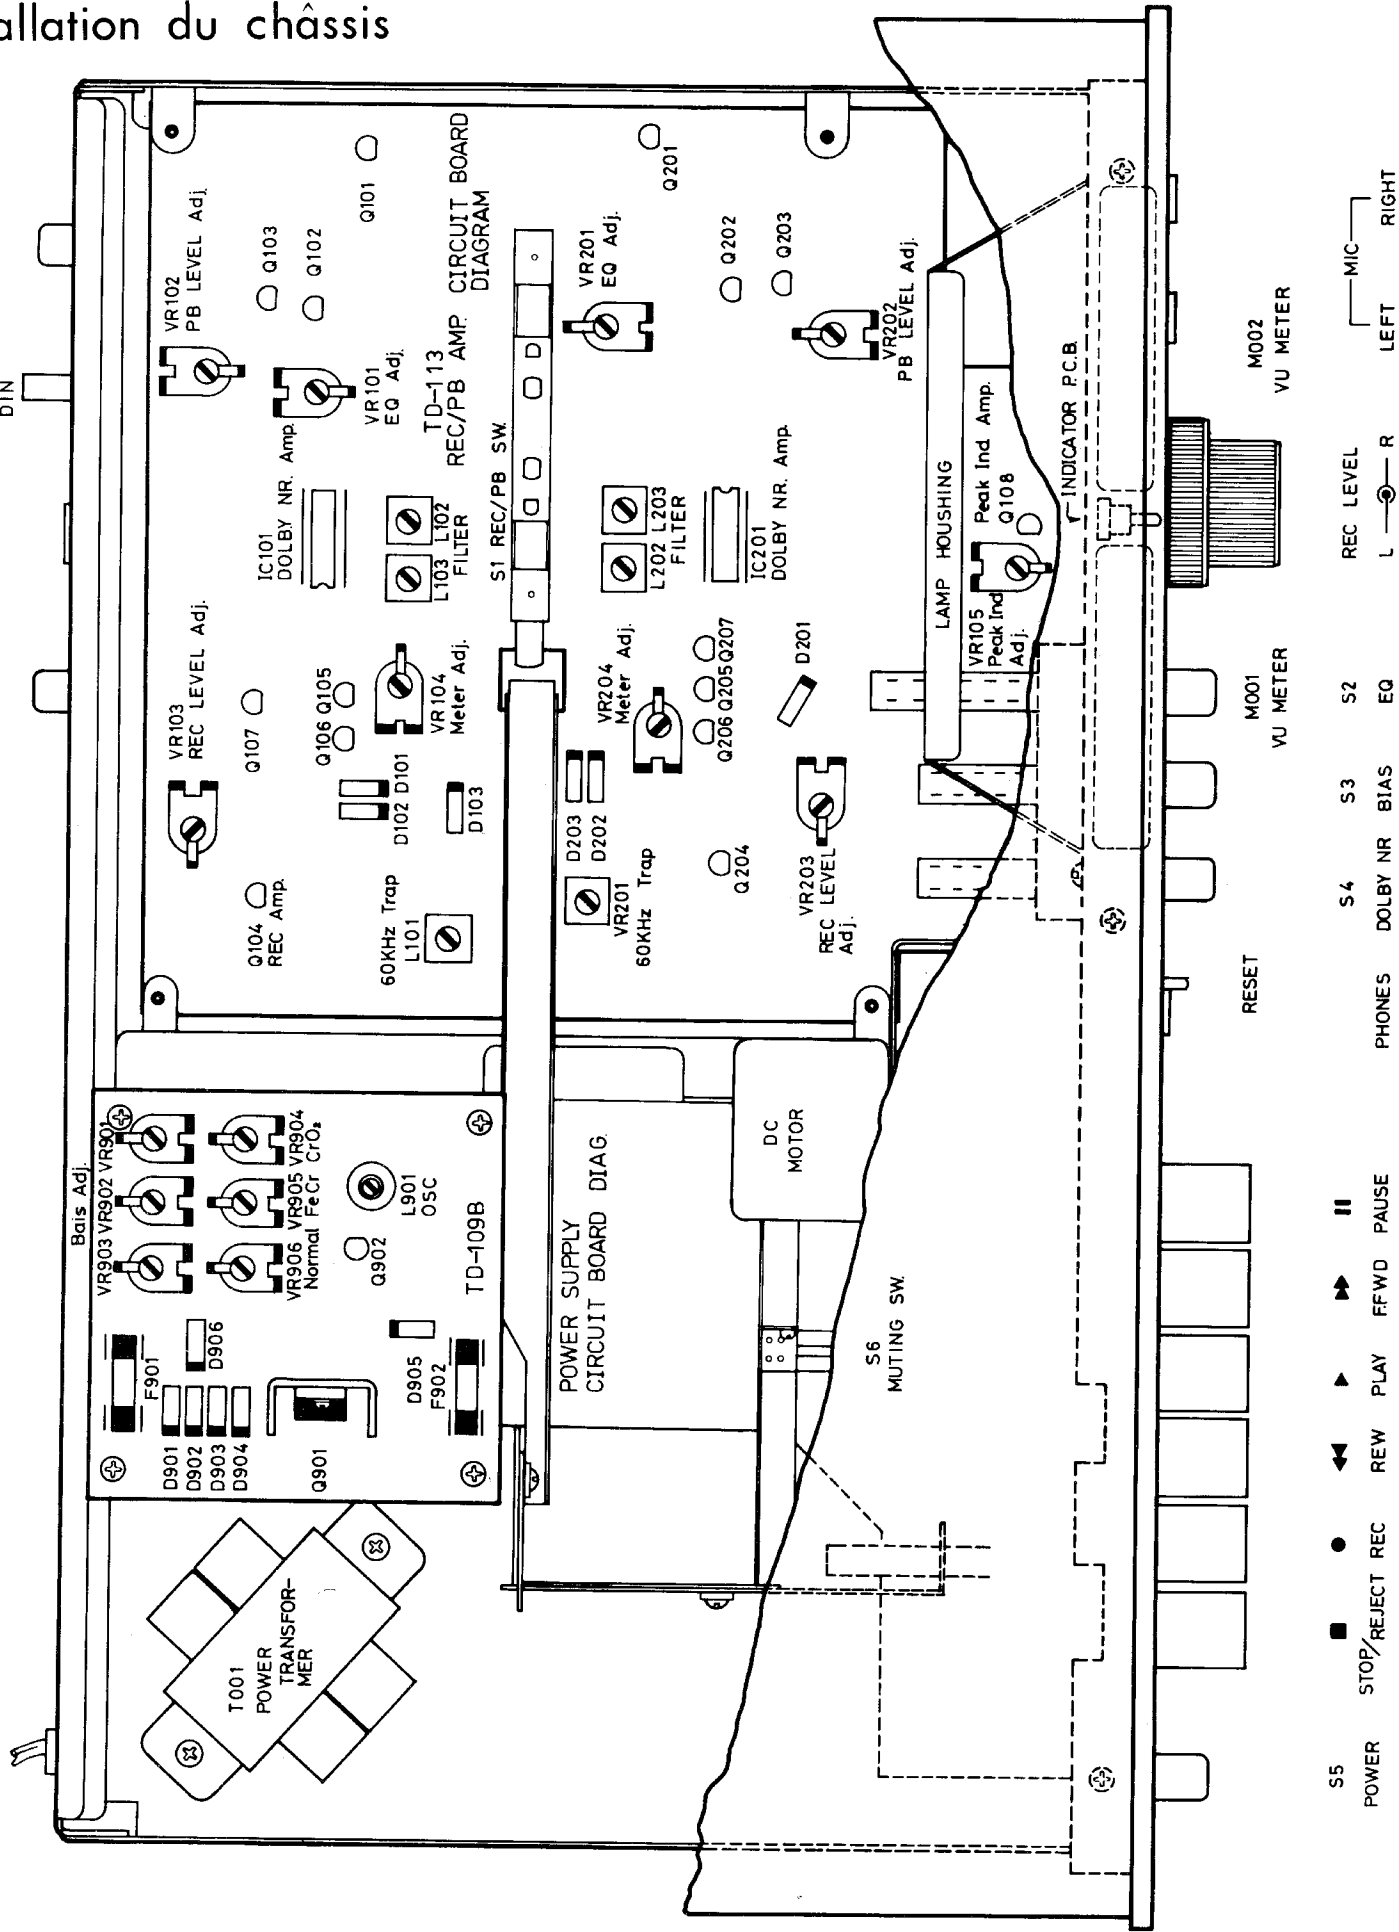 allation du châssis
DIN
VR102
PB LEVEL Adj.
Q103
Q102
Q101
VR101
EQ Adj.
TD-113
REC/PB AMP. CIRCUIT BOARD
DIAGRAM
IC101
DOLBY NR. Amp.
L103 L102
FILTER
S1 REC/PB SW.
VR103
REC LEVEL Adj.
Q107
Q106 Q105
VR104
Meter Adj.
D102 D101
D103
Q104
REC Amp.
60KHz Trap
L101
VR201
EQ Adj.
Q201
Q202
Q203
VR202
PB LEVEL Adj.
L202 L203
FILTER
IC201
DOLBY NR. Amp.
VR204
Meter Adj.
Q206 Q205 Q207
D201
D203
D202
VR201
60KHz Trap
Q204
VR203
REC LEVEL
Adj.
LAMP HOUSHING
Peak Ind. Amp.
Q108
VR105
Peak Ind
Adj.
INDICATOR P.C.B.
Bais Adj.
VR903 VR902 VR901
VR906 VR905 VR904
Normal FeCr CrO₂
L901
OSC
Q902
TD-109B
F901
D906
D905
F902
D901
D902
D903
D904
Q901
T001
POWER
TRANSFOR-
MER
POWER SUPPLY
CIRCUIT BOARD DIAG.
DC
MOTOR
S6
MUTING SW.
RESET
M001
VU METER
M002
VU METER
S5
POWER
■
STOP/REJECT
●
REC
◀◀
REW
▶
PLAY
▶▶
F.FWD
II
PAUSE
PHONES
S4
DOLBY NR
S3
BIAS
S2
EQ
REC LEVEL
L R
MIC
LEFT RIGHT